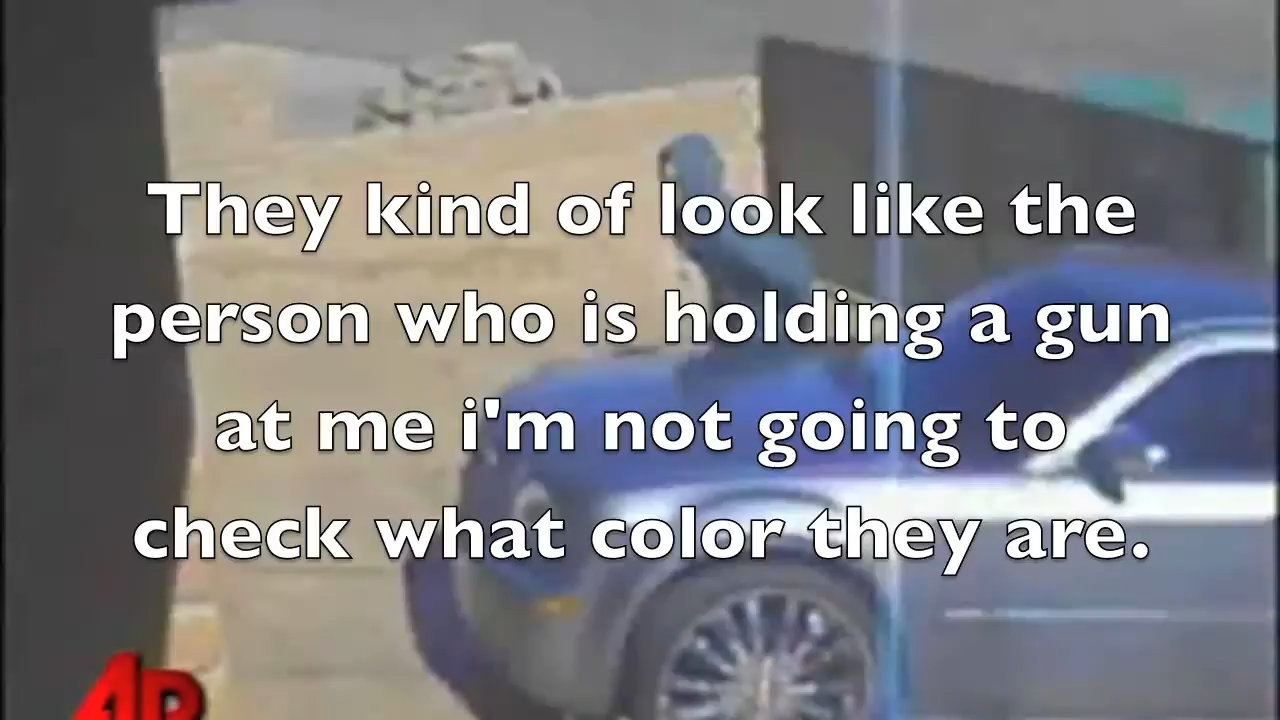 They kind of look like the
person who is holding a gun
at me i'm not going to
check what color they are.
AP